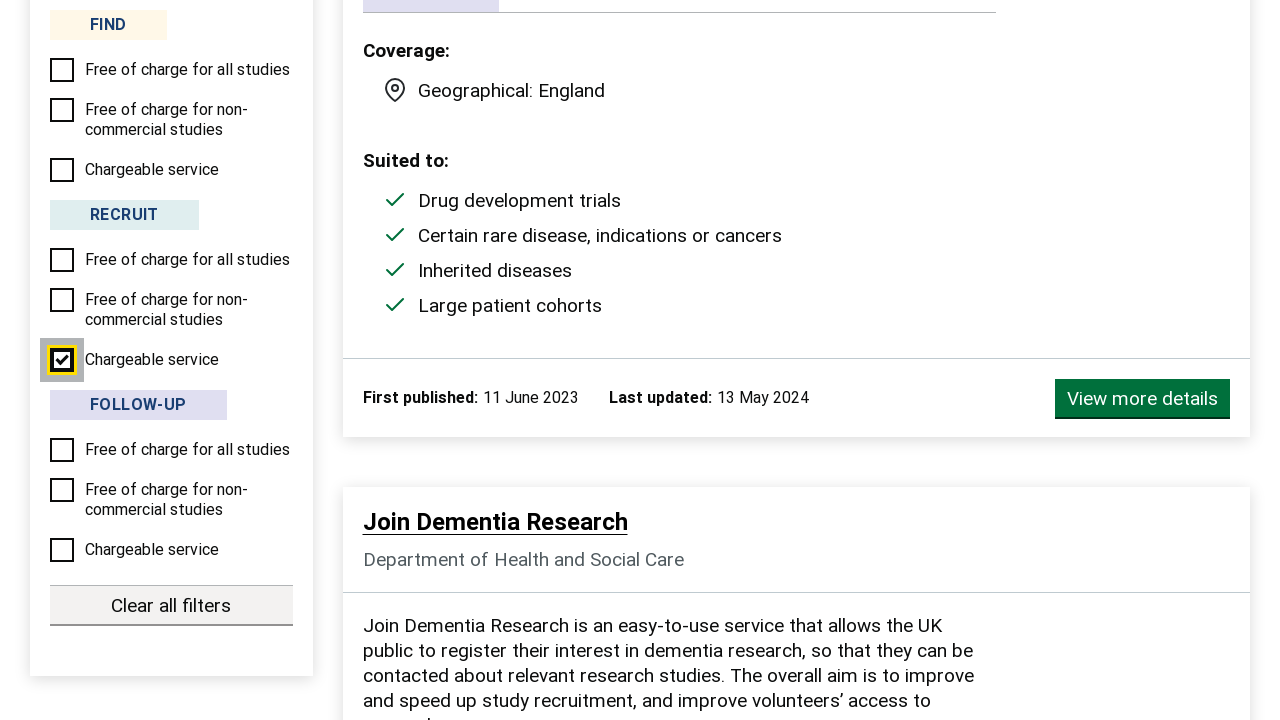 FIND
Free of charge for all studies
Free of charge for non-
commercial studies
Chargeable service
RECRUIT
Free of charge for all studies
Free of charge for non-
commercial studies
Chargeable service
FOLLOW-UP
Free of charge for all studies
Free of charge for non-
commercial studies
Chargeable service
Clear all filters
Coverage:
Geographical: England
Suited to:
Drug development trials
Certain rare disease, indications or cancers
Inherited diseases
Large patient cohorts
First published: 11 June 2023 Last updated: 13 May 2024
View more details
Join Dementia Research
Department of Health and Social Care
Join Dementia Research is an easy-to-use service that allows the UK
public to register their interest in dementia research, so that they can be
contacted about relevant research studies. The overall aim is to improve
and speed up study recruitment, and improve volunteers’ access to